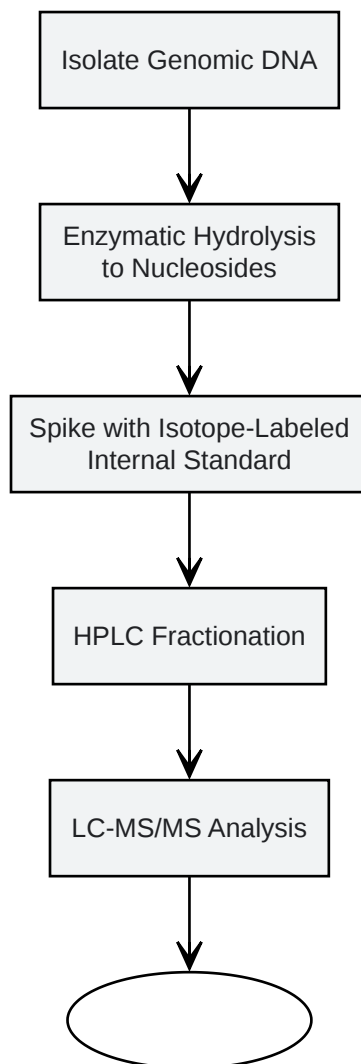 Isolate Genomic DNA
Enzymatic Hydrolysis
to Nucleosides
Spike with Isotope-Labeled
Internal Standard
HPLC Fractionation
LC-MS/MS Analysis